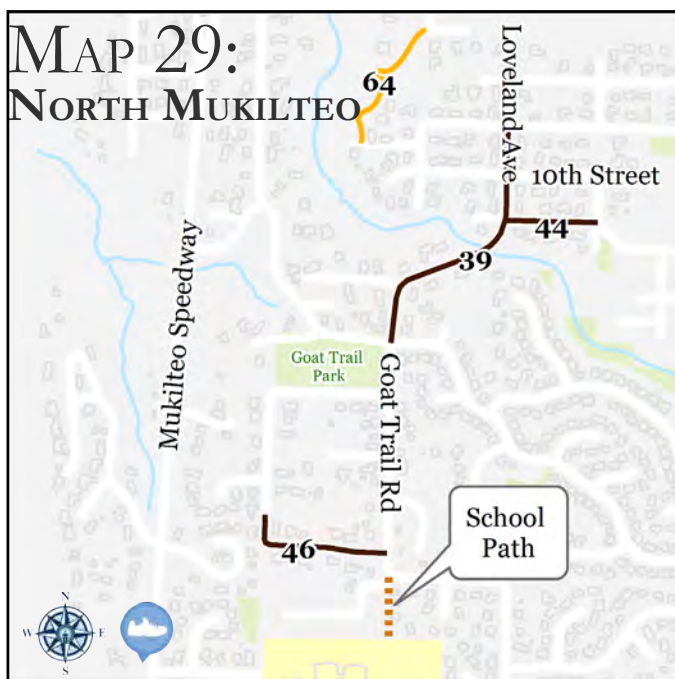 MAP 29:
NORTH MUKILTEO
64
Loveland Ave
10th Street
44
39
Mukilteo Speedway
Goat Trail
Park
Goat Trail Rd
School
Path
46
N
W
E
S